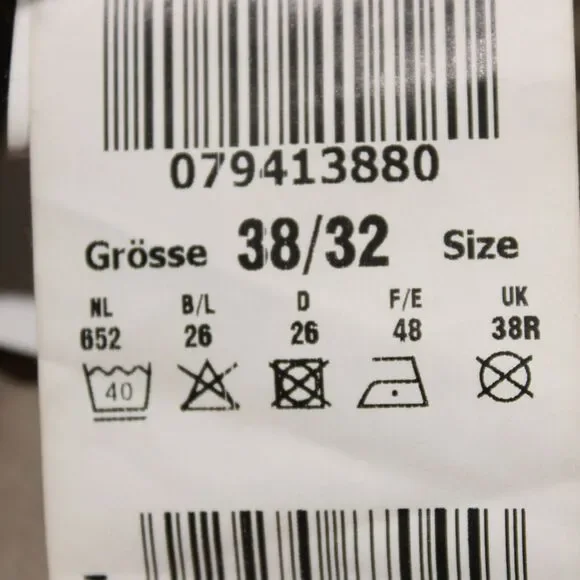 079413880
Grösse 38/32 Size
NL B/L D F/E UK
652 26 26 48 38R
40